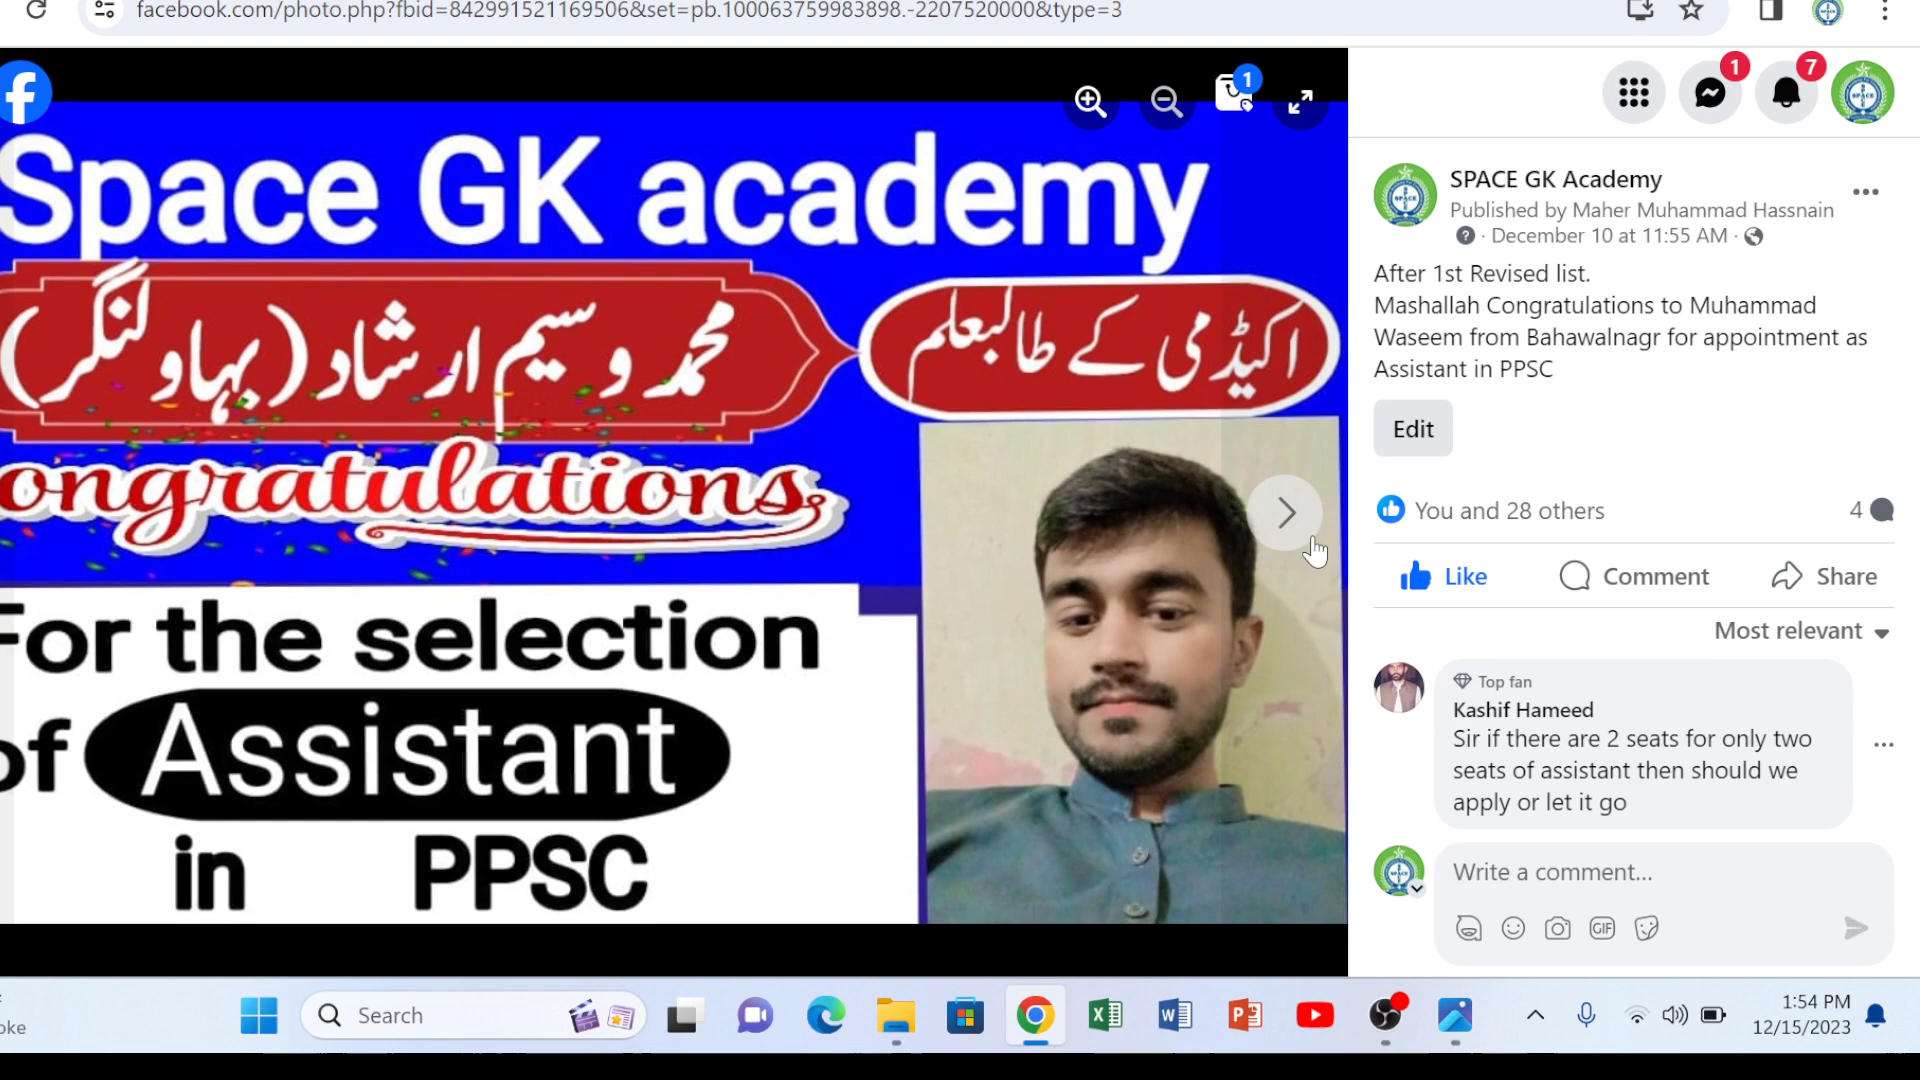 facebook.com/photo.php?fbid=842991521169506&set=pb.100063759983898.-2207520000&type=3
1
1
7
Space GK academy
اکیڈمی کے طالبعلم
محمد وسیم ارشاد (بہاولنگر)
ongratulations
For the selection
of Assistant
in PPSC
SPACE GK Academy
Published by Maher Muhammad Hassnain
· December 10 at 11:55 AM ·
After 1st Revised list.
Mashallah Congratulations to Muhammad
Waseem from Bahawalnagr for appointment as
Assistant in PPSC
Edit
You and 28 others
4
Like
Comment
Share
Most relevant
Top fan
Kashif Hameed
Sir if there are 2 seats for only two
seats of assistant then should we
apply or let it go
Write a comment...
GIF
oke
Search
1:54 PM
12/15/2023